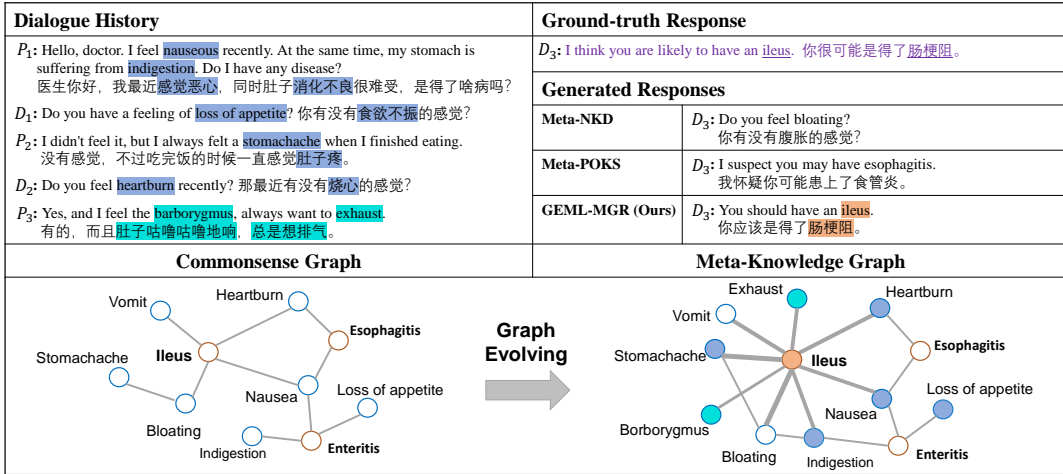 Dialogue History
P1: Hello, doctor. I feel nauseous recently. At the same time, my stomach is
suffering from indigestion. Do I have any disease?
医生你好，我最近感觉恶心，同时肚子消化不良很难受，是得了啥病吗?
D1: Do you have a feeling of loss of appetite? 你有没有食欲不振的感觉?
P2: I didn't feel it, but I always felt a stomachache when I finished eating.
没有感觉，不过吃完饭的时候一直感觉肚子疼。
D2: Do you feel heartburn recently? 那最近有没有烧心的感觉?
P3: Yes, and I feel the barborygmus, always want to exhaust.
有的，而且肚子咕噜咕噜地响，总是想排气。
Ground-truth Response
D3: I think you are likely to have an ileus. 你很可能是得了肠梗阻。
Generated Responses
Meta-NKD
D3: Do you feel bloating?
你有没有腹胀的感觉?
Meta-POKS
D3: I suspect you may have esophagitis.
我怀疑你可能患上了食管炎。
GEML-MGR (Ours)
D3: You should have an ileus.
你应该是得了肠梗阻。
Commonsense Graph
Heartburn
Vomit
Ileus
Esophagitis
Stomachache
Loss of appetite
Nausea
Bloating
Indigestion
Enteritis
Graph
Evolving
Meta-Knowledge Graph
Exhaust
Heartburn
Vomit
Stomachache
Ileus
Esophagitis
Loss of appetite
Borborygmus
Nausea
Bloating
Indigestion
Enteritis